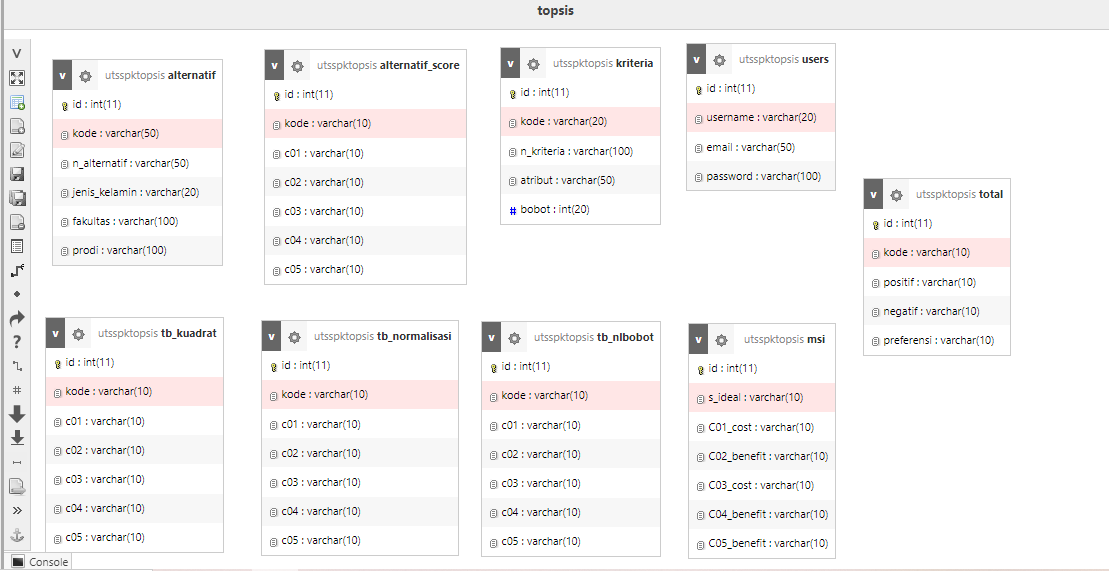 topsis
v utsspktopsis alternatif
id : int(11)
kode : varchar(50)
n_alternatif : varchar(50)
jenis_kelamin : varchar(20)
fakultas : varchar(100)
prodi : varchar(100)
v utsspktopsis alternatif_score
id : int(11)
kode : varchar(10)
c01 : varchar(10)
c02 : varchar(10)
c03 : varchar(10)
c04 : varchar(10)
c05 : varchar(10)
v utsspktopsis kriteria
id : int(11)
kode : varchar(20)
n_kriteria : varchar(100)
atribut : varchar(50)
# bobot : int(20)
v utsspktopsis users
id : int(11)
username : varchar(20)
email : varchar(50)
password : varchar(100)
v utsspktopsis total
id : int(11)
kode : varchar(10)
positif : varchar(10)
negatif : varchar(10)
preferensi : varchar(10)
v utsspktopsis tb_kuadrat
id : int(11)
kode : varchar(10)
c01 : varchar(10)
c02 : varchar(10)
c03 : varchar(10)
c04 : varchar(10)
c05 : varchar(10)
v utsspktopsis tb_normalisasi
id : int(11)
kode : varchar(10)
c01 : varchar(10)
c02 : varchar(10)
c03 : varchar(10)
c04 : varchar(10)
c05 : varchar(10)
v utsspktopsis tb_nlbobot
id : int(11)
kode : varchar(10)
c01 : varchar(10)
c02 : varchar(10)
c03 : varchar(10)
c04 : varchar(10)
c05 : varchar(10)
v utsspktopsis msi
id : int(11)
s_ideal : varchar(10)
C01_cost : varchar(10)
C02_benefit : varchar(10)
C03_cost : varchar(10)
C04_benefit : varchar(10)
C05_benefit : varchar(10)
V
?
#
Console